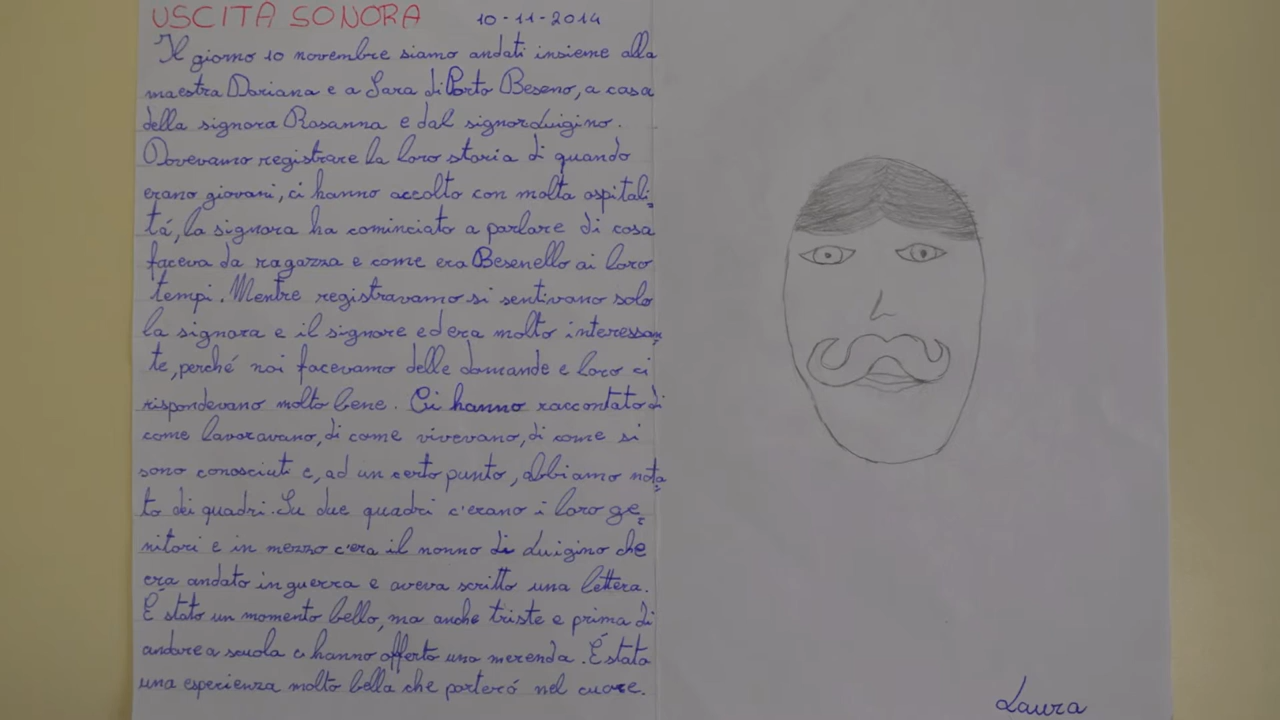 USCITA SONORA 10-11-2014
Il giorno 10 novembre siamo andati insieme alla
maestra Dariana e a Sara di Porto Beseno, a casa
della signora Rosanna e dal signor Luigino.
Dovevamo registrare la loro storia di quando
erano giovani, ci hanno accolto con molta ospitali-
tá, la signora ha cominciato a parlare di cosa
faceva da ragazza e come era Besenello ai loro
tempi. Mentre registravamo si sentivano solo
la signora e il signore ed era molto interessan
te, perché noi facevamo delle domande e loro ci
rispondevano molto bene. Ci hanno raccontato di
come lavoravano, di come vivevano, di come si
sono conosciuti e, ad un certo punto, abbiamo nota=
to dei quadri. Su due quadri c'erano i loro ge=
nitori e in mezzo c'era il nonno di Luigino che
era andato in guerra e aveva scritto una lettera.
É stato un momento bello, ma anche triste e prima di
andare a scuola ci hanno offerto una merenda. É stata
una esperienza molto bella che porteró nel cuore.
Laura